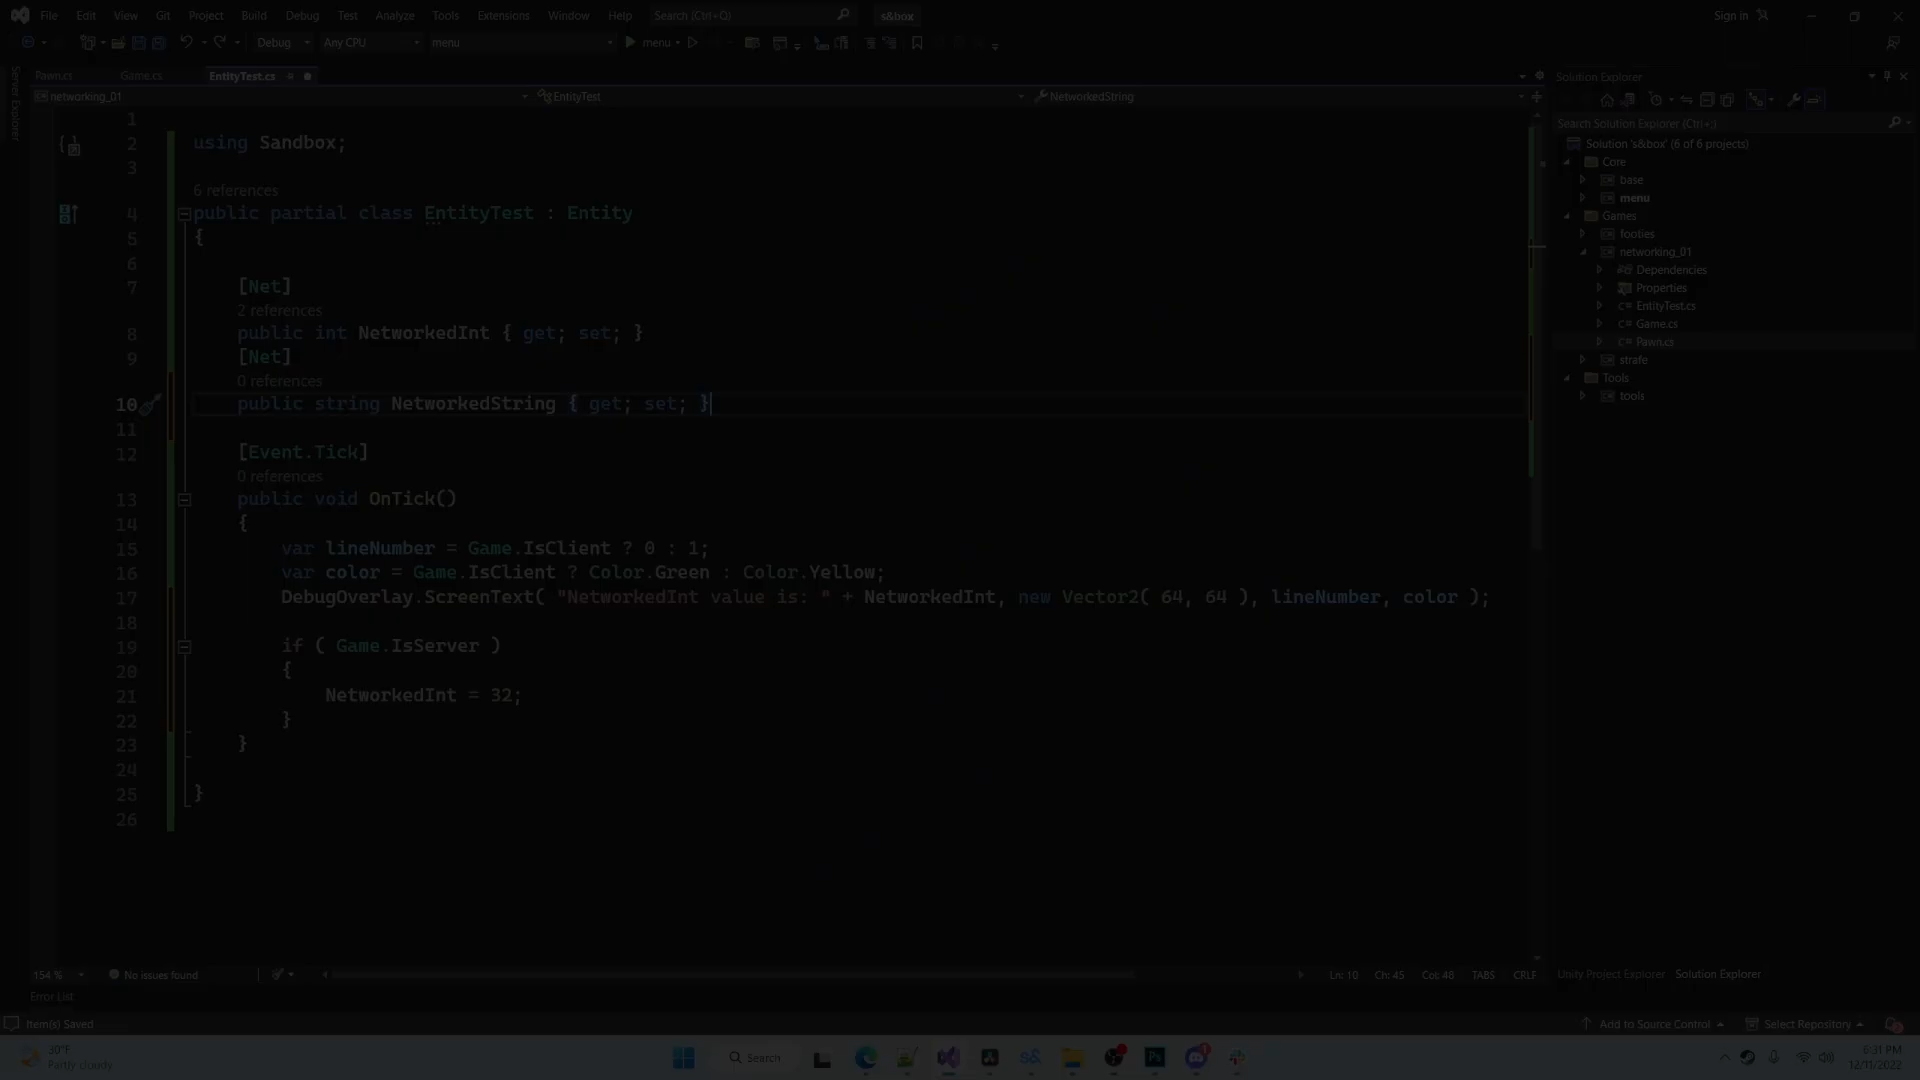 File Edit View Git Project Build Debug Test Analyze Tools Extensions Window Help Search (Ctrl+Q) s&box Sign in
Debug Any CPU menu menu
Server Explorer
Pawn.cs Game.cs EntityTest.cs
networking_01 EntityTest NetworkedString
1
2 using Sandbox;
3
6 references
4 public partial class EntityTest : Entity
5 {
6
7 [Net]
2 references
8 public int NetworkedInt { get; set; }
9 [Net]
0 references
10 public string NetworkedString { get; set; }
11
12 [Event.Tick]
0 references
13 public void OnTick()
14 {
15 var lineNumber = Game.IsClient ? 0 : 1;
16 var color = Game.IsClient ? Color.Green : Color.Yellow;
17 DebugOverlay.ScreenText( "NetworkedInt value is: " + NetworkedInt, new Vector2( 64, 64 ), lineNumber, color );
18
19 if ( Game.IsServer )
20 {
21 NetworkedInt = 32;
22 }
23 }
24
25 }
26
Solution Explorer
Search Solution Explorer (Ctrl+;)
Solution 's&box' (6 of 6 projects)
Core
base
menu
Games
footies
networking_01
Dependencies
Properties
C# EntityTest.cs
C# Game.cs
C# Pawn.cs
strafe
Tools
tools
154 % No issues found Ln: 10 Ch: 45 Col: 48 TABS CRLF
Unity Project Explorer Solution Explorer
Error List
Item(s) Saved Add to Source Control Select Repository
30°F
Partly cloudy
Search
s&
Ps
6:31 PM
12/11/2022